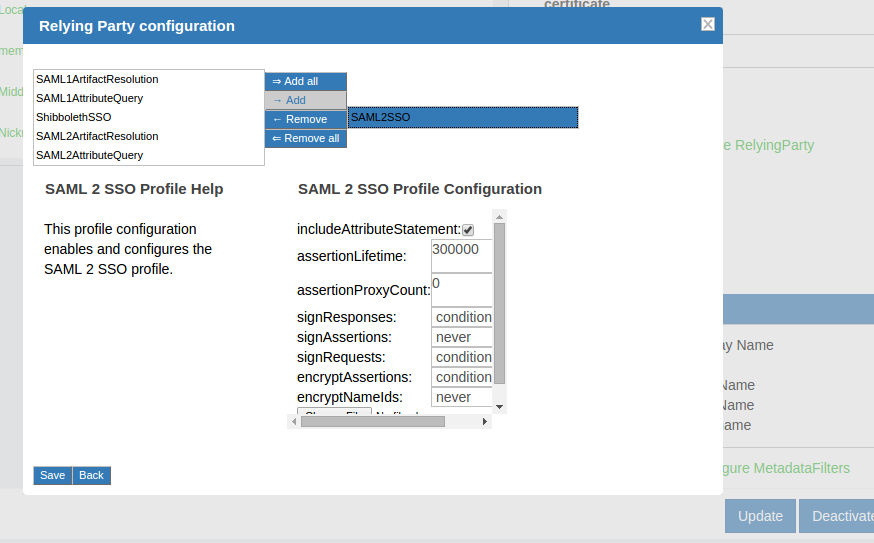 certificate
Relying Party configuration
SAML1ArtifactResolution
SAML1AttributeQuery
ShibbolethSSO
SAML2ArtifactResolution
SAML2AttributeQuery
⇒ Add all
→ Add
← Remove
⇐ Remove all
SAML2SSO
SAML 2 SSO Profile Help
This profile configuration
enables and configures the
SAML 2 SSO profile.
SAML 2 SSO Profile Configuration
includeAttributeStatement:
assertionLifetime: 300000
assertionProxyCount: 0
signResponses: condition
signAssertions: never
signRequests: condition
encryptAssertions: condition
encryptNameIds: never
Save Back
Locat
mem
Midd
Nickn
e RelyingParty
ay Name
Name
Name
ame
gure MetadataFilters
Update Deactivate